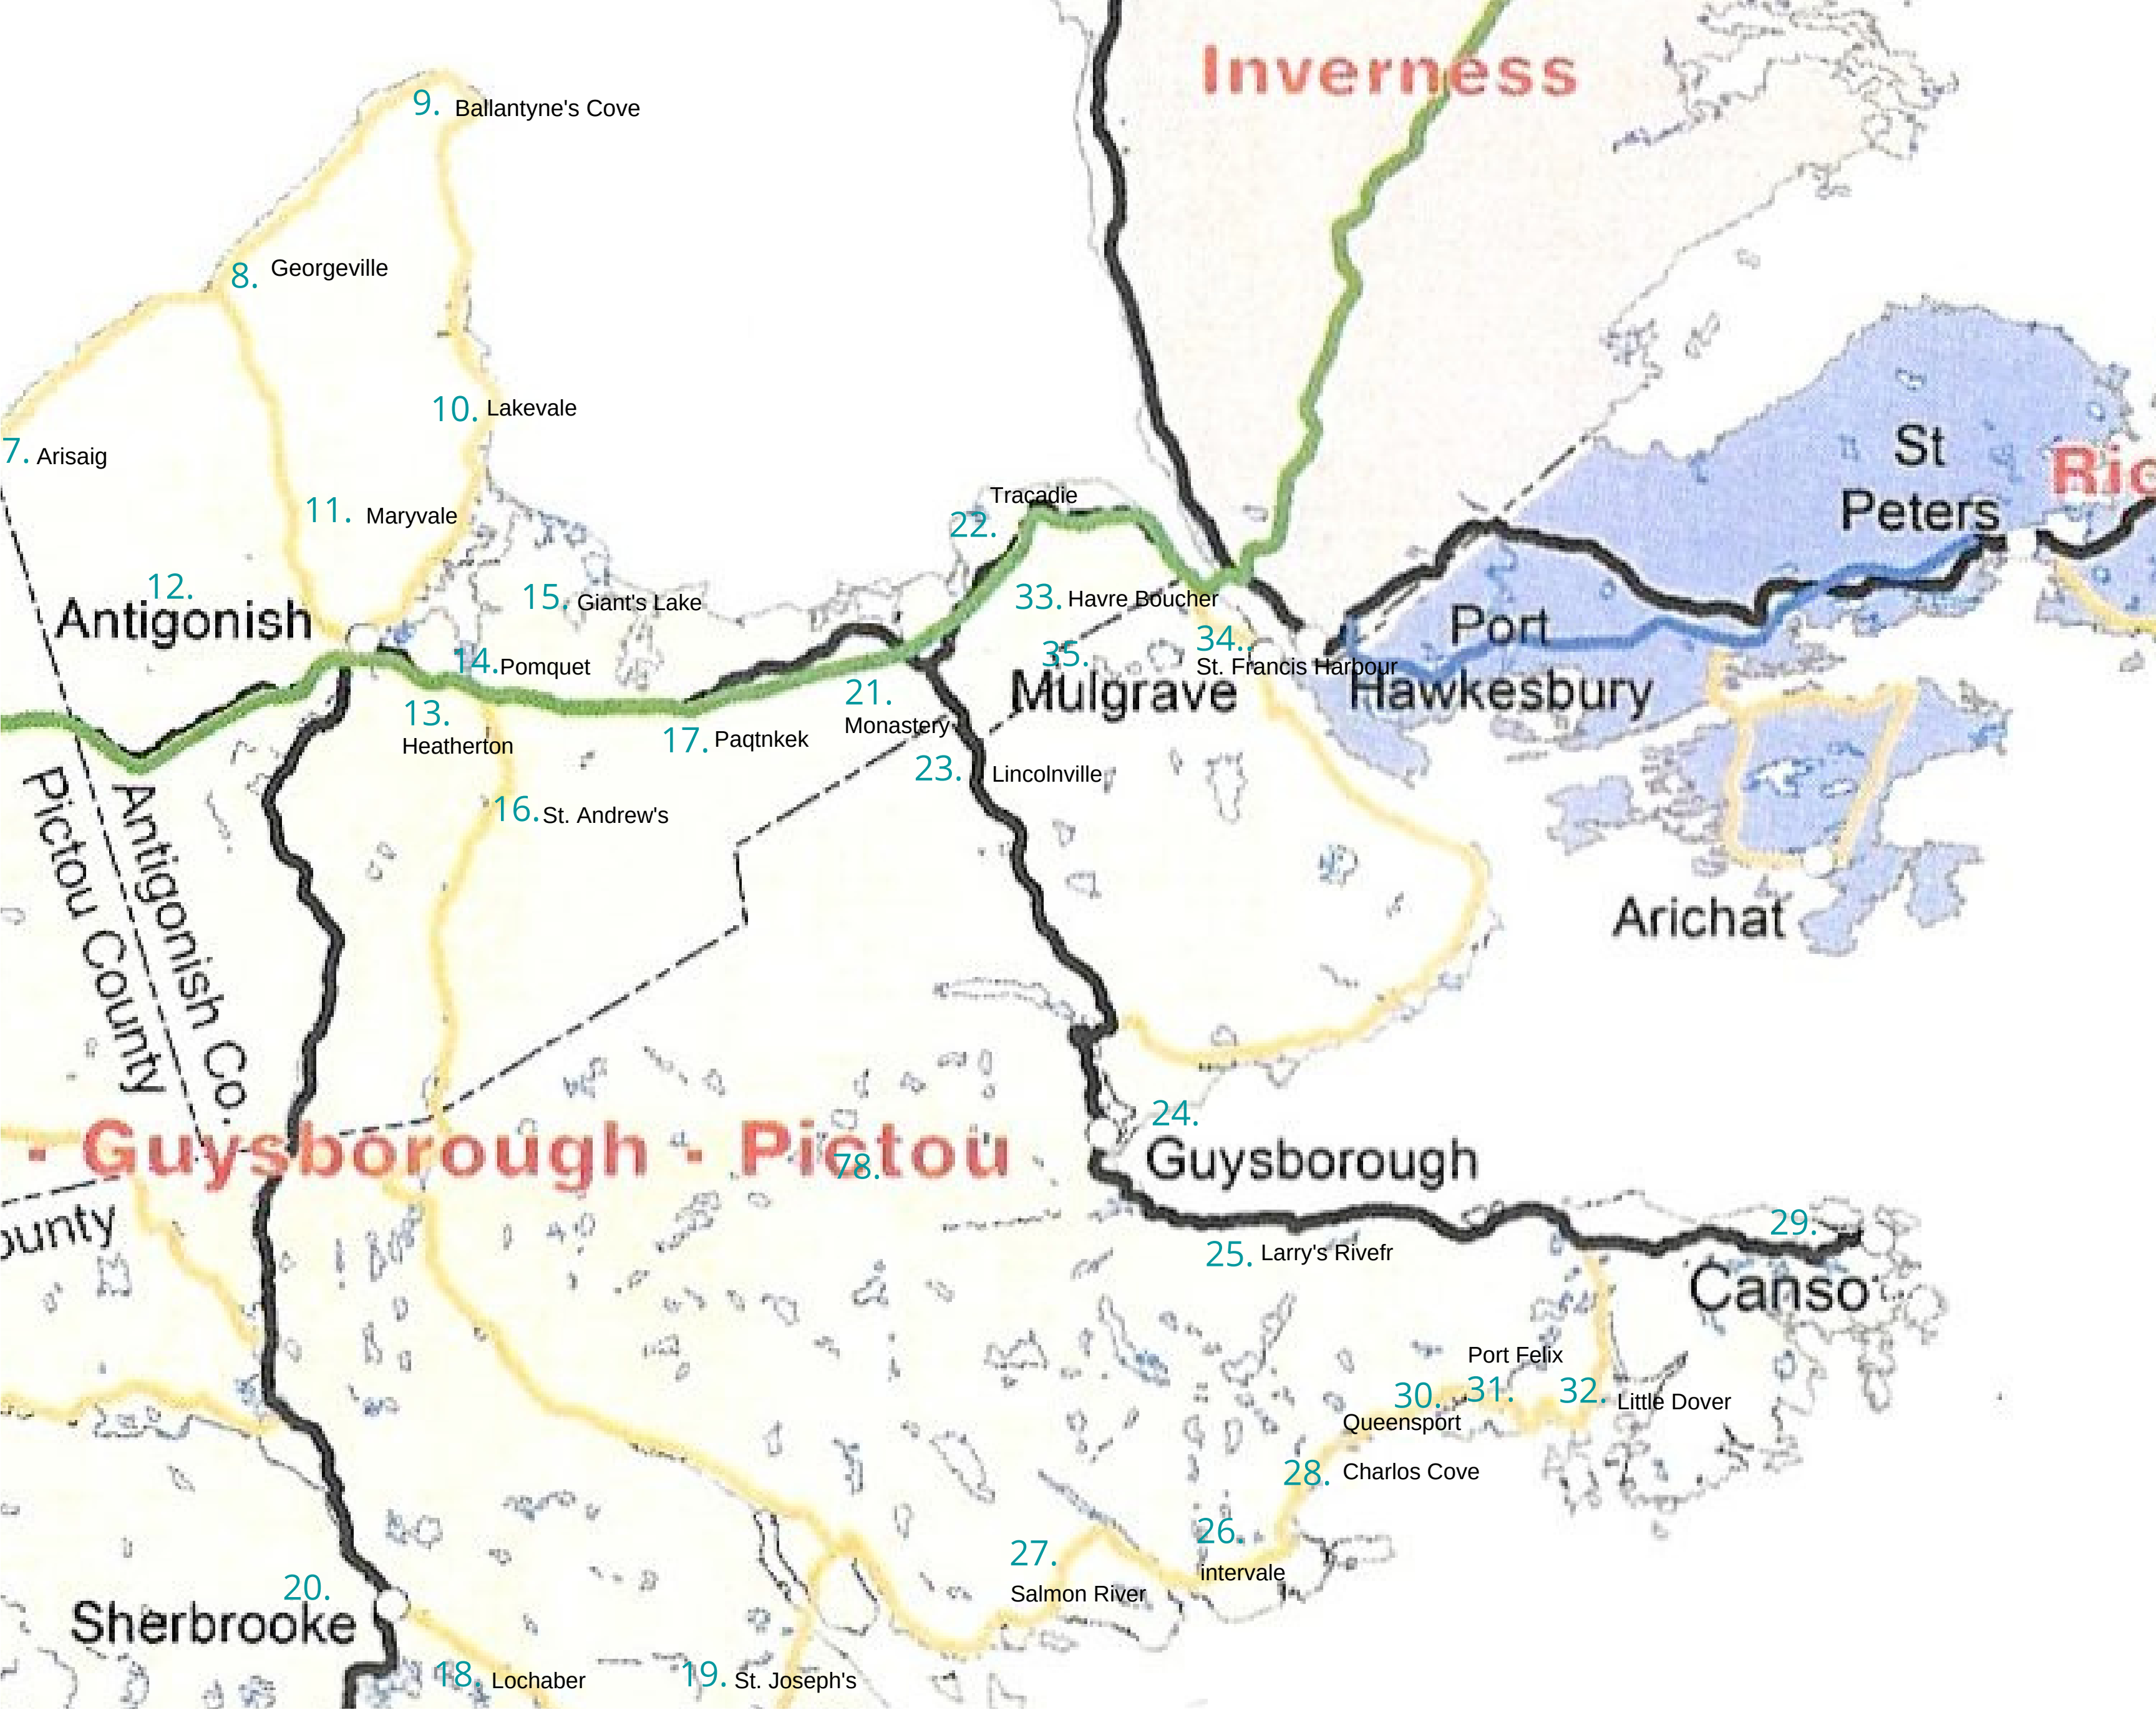 Inverness
9. Ballantyne's Cove
8. Georgeville
10. Lakevale
7. Arisaig
11. Maryvale
St
Peters
Ric
Tracadie
22.
12.
Antigonish
15. Giant's Lake
33. Havre Boucher
34.
St. Francis Harbour
35.
Mulgrave
Port
Hawkesbury
14. Pomquet
13.
Heatherton
21.
Monastery
17. Paqtnkek
23. Lincolnville
16. St. Andrew's
Pictou County
Antigonish Co.
Arichat
24.
Guysborough
- Guysborough - Pictou
78.
ounty
29.
Canso
25. Larry's Rivefr
Port Felix
30. 31. 32. Little Dover
Queensport
28. Charlos Cove
26.
intervale
27.
Salmon River
20.
Sherbrooke
18. Lochaber
19. St. Joseph's